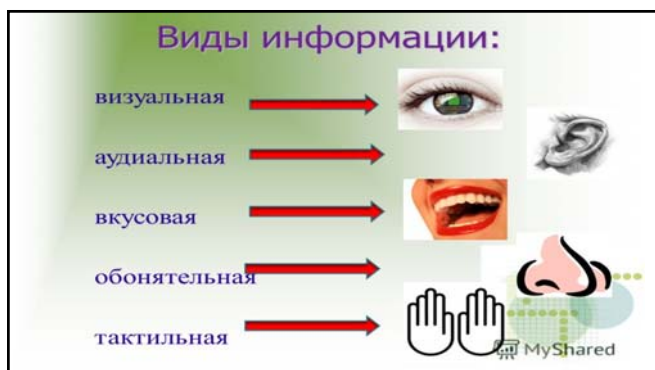 Виды информации:
визуальная
аудиальная
вкусовая
обонятельная
тактильная
MyShared